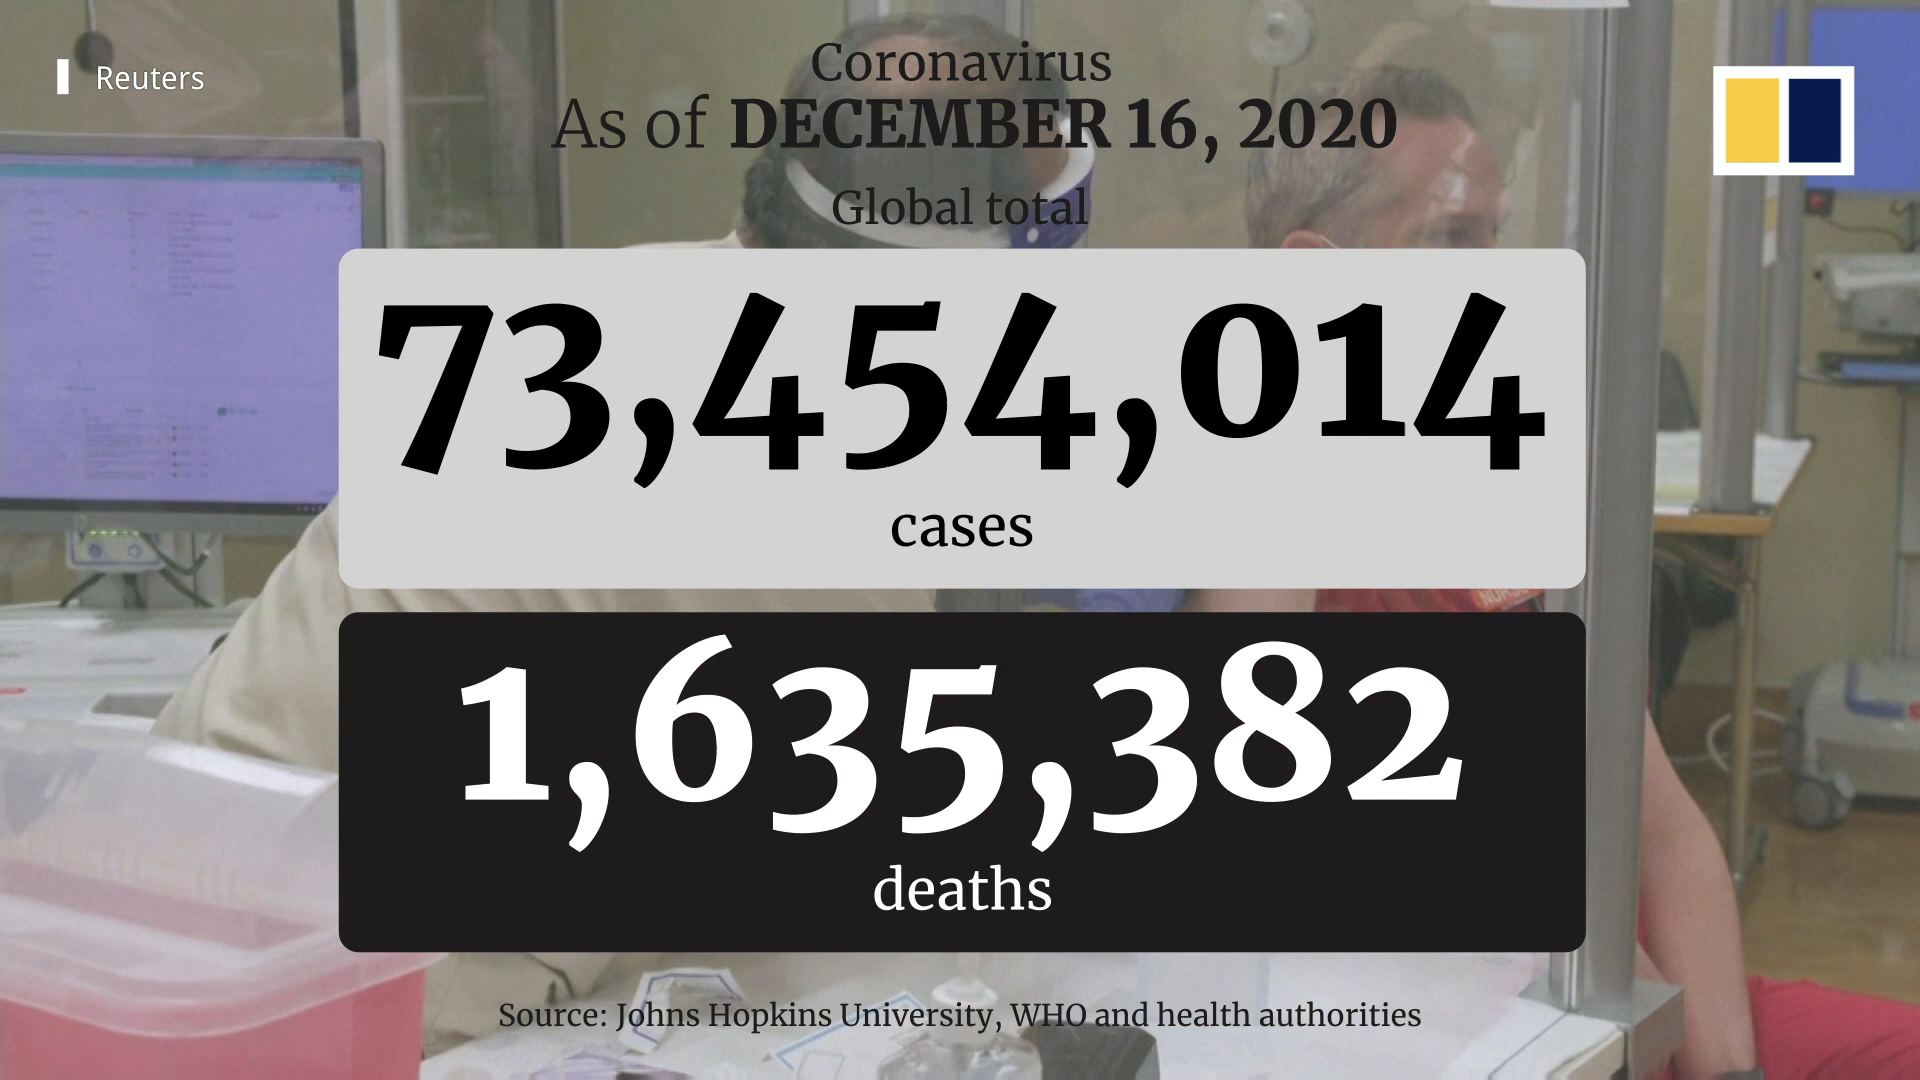 Reuters
Coronavirus
As of DECEMBER 16, 2020
Global total
73,454,014
cases
1,635,382
deaths
Source: Johns Hopkins University, WHO and health authorities